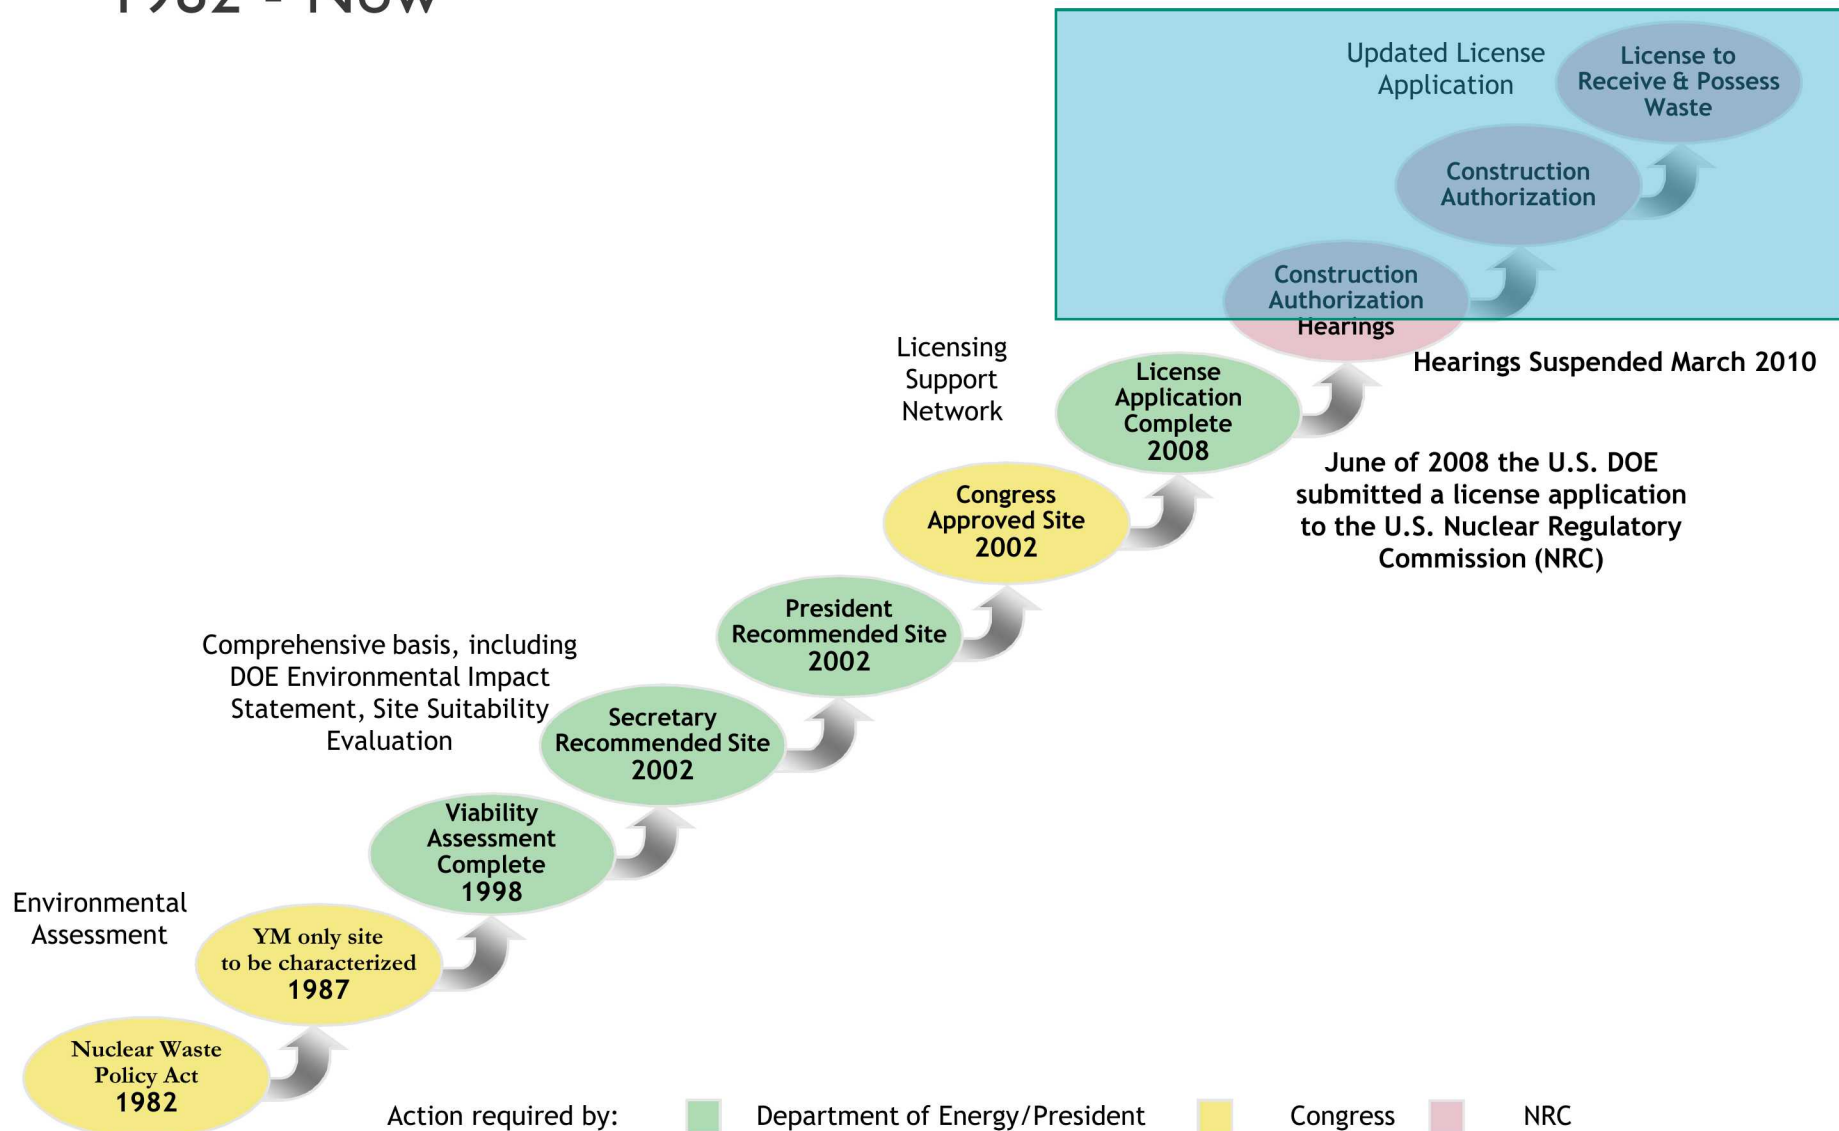 1982 - Now
Updated License
Application
License to
Receive & Possess
Waste
Construction
Authorization
Construction
Authorization
Hearings
Hearings Suspended March 2010
Licensing
Support
Network
License
Application
Complete
2008
June of 2008 the U.S. DOE
submitted a license application
to the U.S. Nuclear Regulatory
Commission (NRC)
Congress
Approved Site
2002
President
Recommended Site
2002
Comprehensive basis, including
DOE Environmental Impact
Statement, Site Suitability
Evaluation
Secretary
Recommended Site
2002
Viability
Assessment
Complete
1998
Environmental
Assessment
YM only site
to be characterized
1987
Nuclear Waste
Policy Act
1982
Action required by: Department of Energy/President Congress NRC